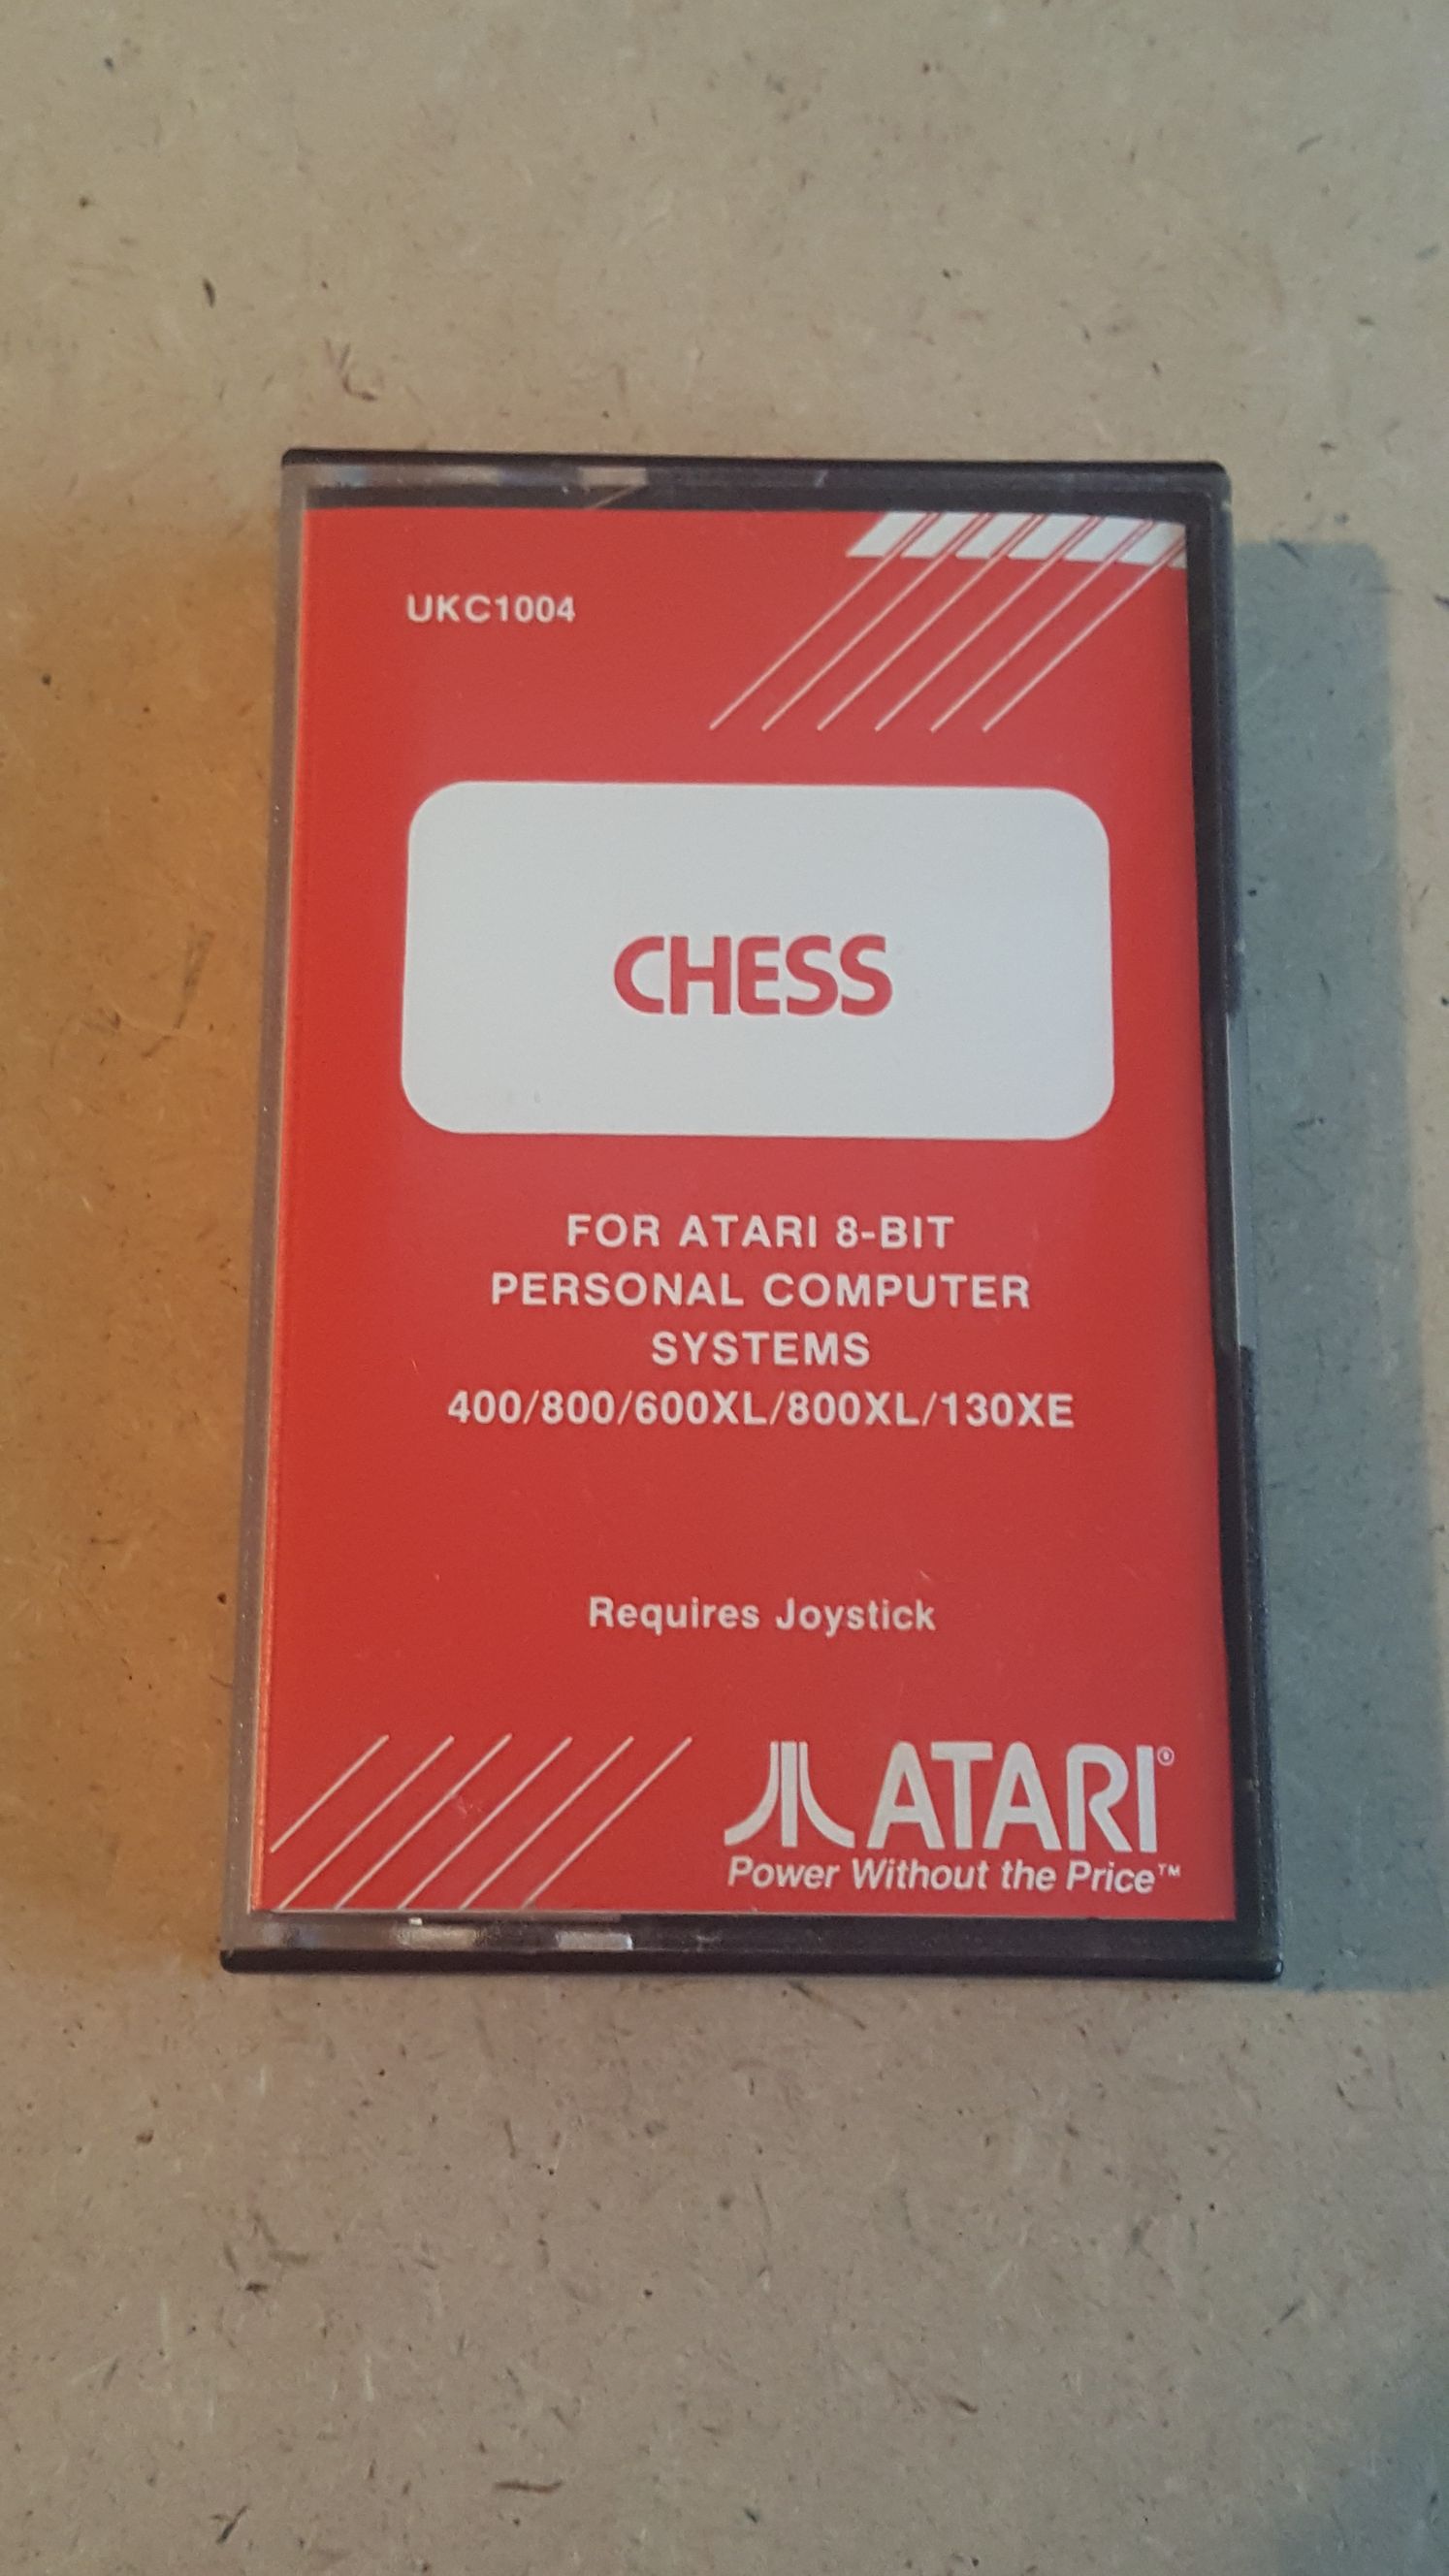 UKC1004
CHESS
FOR ATARI 8-BIT
PERSONAL COMPUTER
SYSTEMS
400/800/600XL/800XL/130XE
Requires Joystick
ATARI®
Power Without the Price™